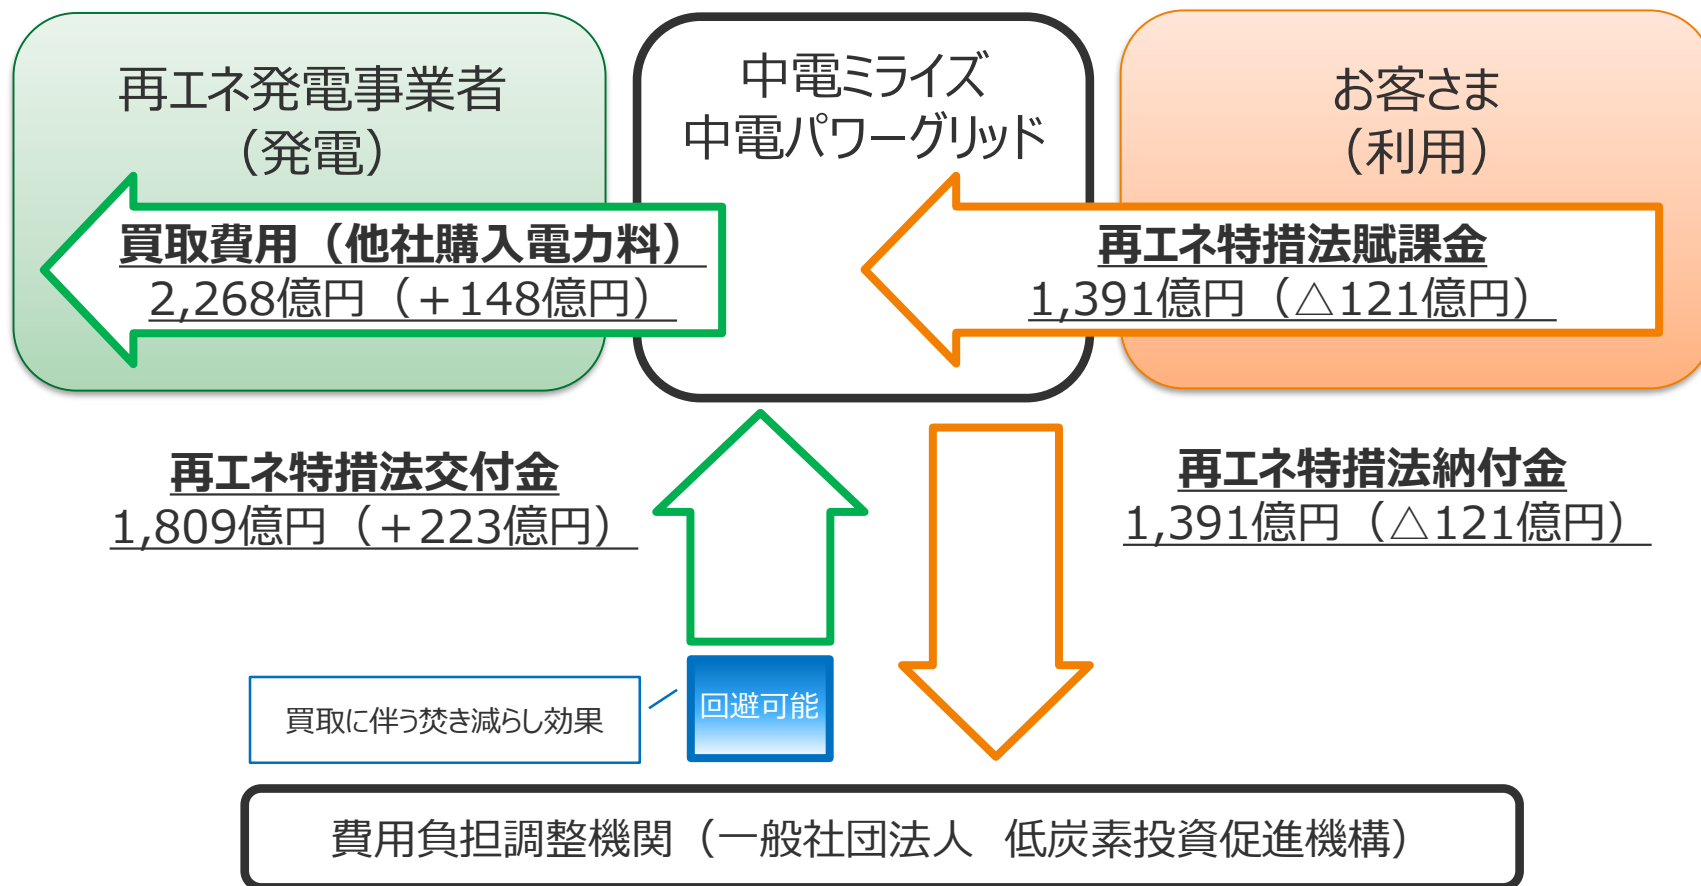 再エネ発電事業者
（発電）
中電ミライズ
中電パワーグリッド
お客さま
（利用）
買取費用（他社購入電力料）
2,268億円（＋148億円）
再エネ特措法賦課金
1,391億円（△121億円）
再エネ特措法交付金
1,809億円（＋223億円）
再エネ特措法納付金
1,391億円（△121億円）
買取に伴う焚き減らし効果
回避可能
費用負担調整機関（一般社団法人　低炭素投資促進機構）